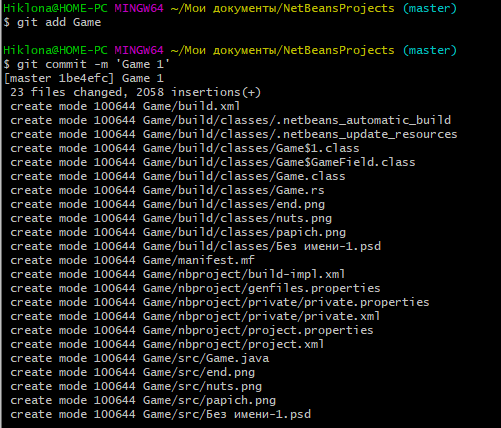 Hiklona@HOME-PC MINGW64 ~/Мои документы/NetBeansProjects (master)
$ git add Game
Hiklona@HOME-PC MINGW64 ~/Мои документы/NetBeansProjects (master)
$ git commit -m 'Game 1'
[master 1be4efc] Game 1
23 files changed, 2058 insertions(+)
create mode 100644 Game/build.xml
create mode 100644 Game/build/classes/.netbeans_automatic_build
create mode 100644 Game/build/classes/.netbeans_update_resources
create mode 100644 Game/build/classes/Game$1.class
create mode 100644 Game/build/classes/Game$GameField.class
create mode 100644 Game/build/classes/Game.class
create mode 100644 Game/build/classes/Game.rs
create mode 100644 Game/build/classes/end.png
create mode 100644 Game/build/classes/nuts.png
create mode 100644 Game/build/classes/papich.png
create mode 100644 Game/build/classes/Без имени-1.psd
create mode 100644 Game/manifest.mf
create mode 100644 Game/nbproject/build-impl.xml
create mode 100644 Game/nbproject/genfiles.properties
create mode 100644 Game/nbproject/private/private.properties
create mode 100644 Game/nbproject/private/private.xml
create mode 100644 Game/nbproject/project.properties
create mode 100644 Game/nbproject/project.xml
create mode 100644 Game/src/Game.java
create mode 100644 Game/src/end.png
create mode 100644 Game/src/nuts.png
create mode 100644 Game/src/papich.png
create mode 100644 Game/src/Без имени-1.psd